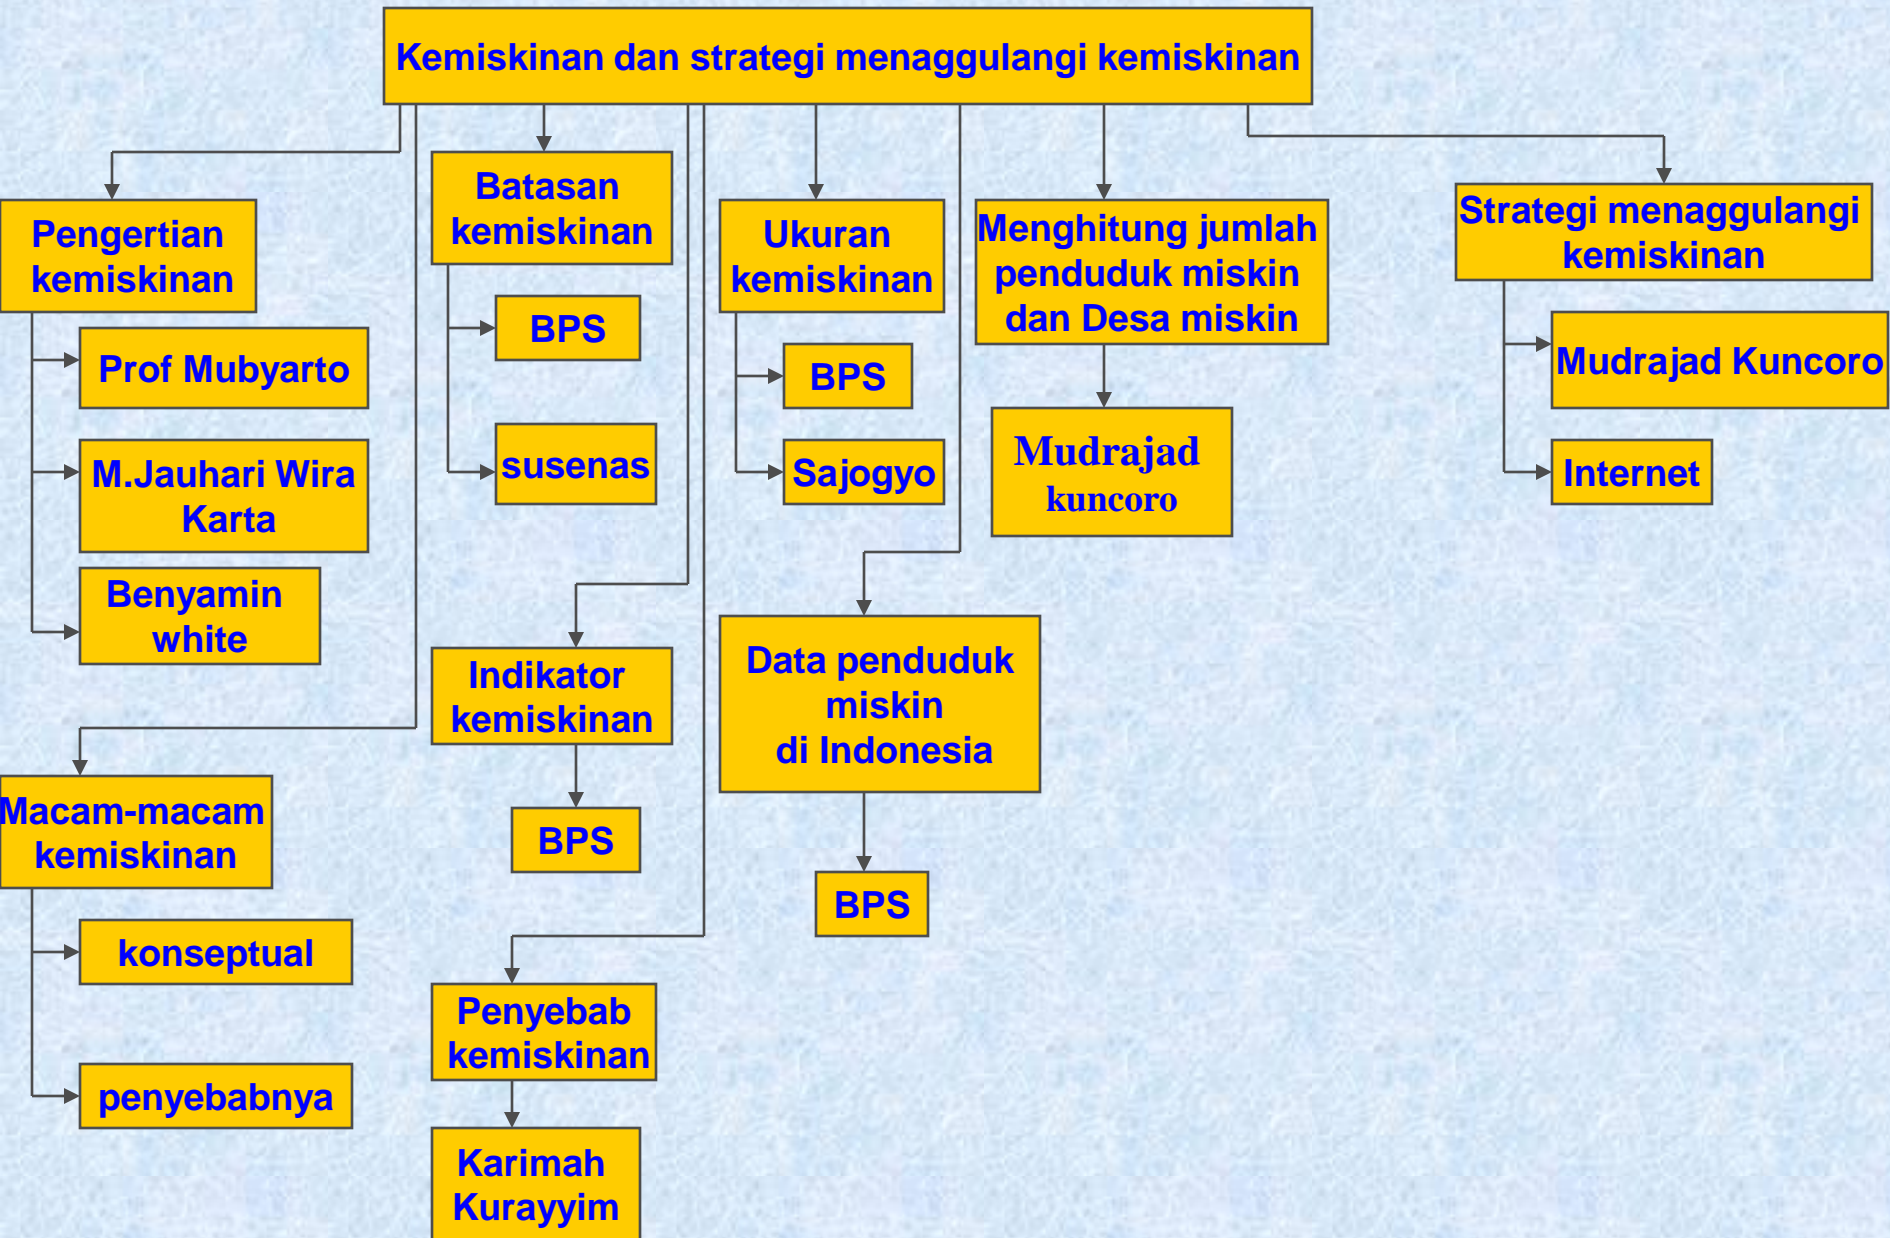 Kemiskinan dan strategi menaggulangi kemiskinan
Pengertian
kemiskinan
Prof Mubyarto
M.Jauhari Wira
Karta
Benyamin
white
Macam-macam
kemiskinan
konseptual
penyebabnya
Batasan
kemiskinan
BPS
susenas
Indikator
kemiskinan
BPS
Penyebab
kemiskinan
Karimah
Kurayyim
Ukuran
kemiskinan
BPS
Sajogyo
Data penduduk
miskin
di Indonesia
BPS
Menghitung jumlah
penduduk miskin
dan Desa miskin
Mudrajad
kuncoro
Strategi menaggulangi
kemiskinan
Mudrajad Kuncoro
Internet